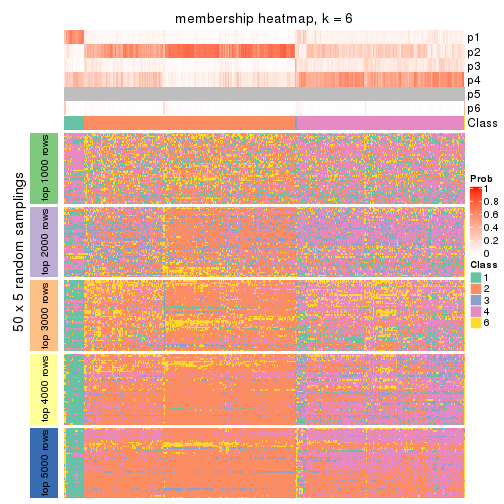 membership heatmap, k = 6
p1
p2
p3
p4
p5
p6
Class
50 x 5 random samplings
top 1000 rows
top 2000 rows
top 3000 rows
top 4000 rows
top 5000 rows
Prob
1
0.8
0.6
0.4
0.2
0
Class
1
2
3
4
6